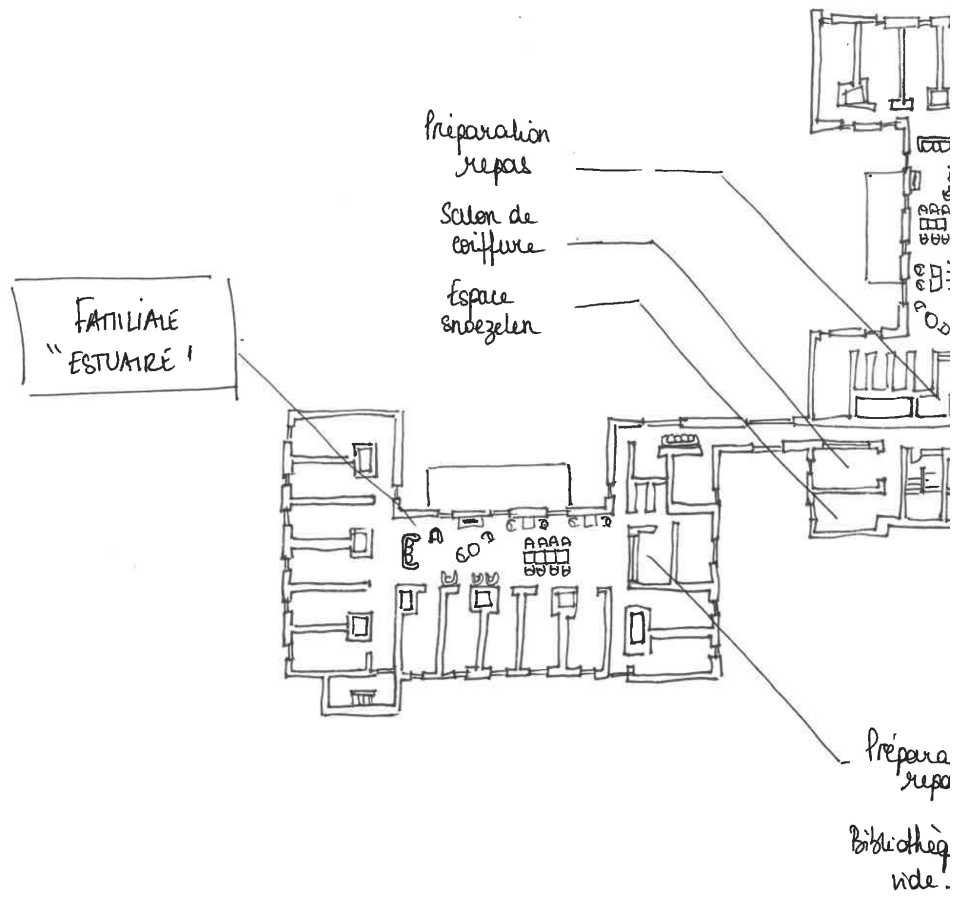 Préparation
repas
Salon de
coiffure
Espace
snoezelen
FAMILIALE
"ESTUAIRE'
Prépara
repa
Bibliothèq
vide.